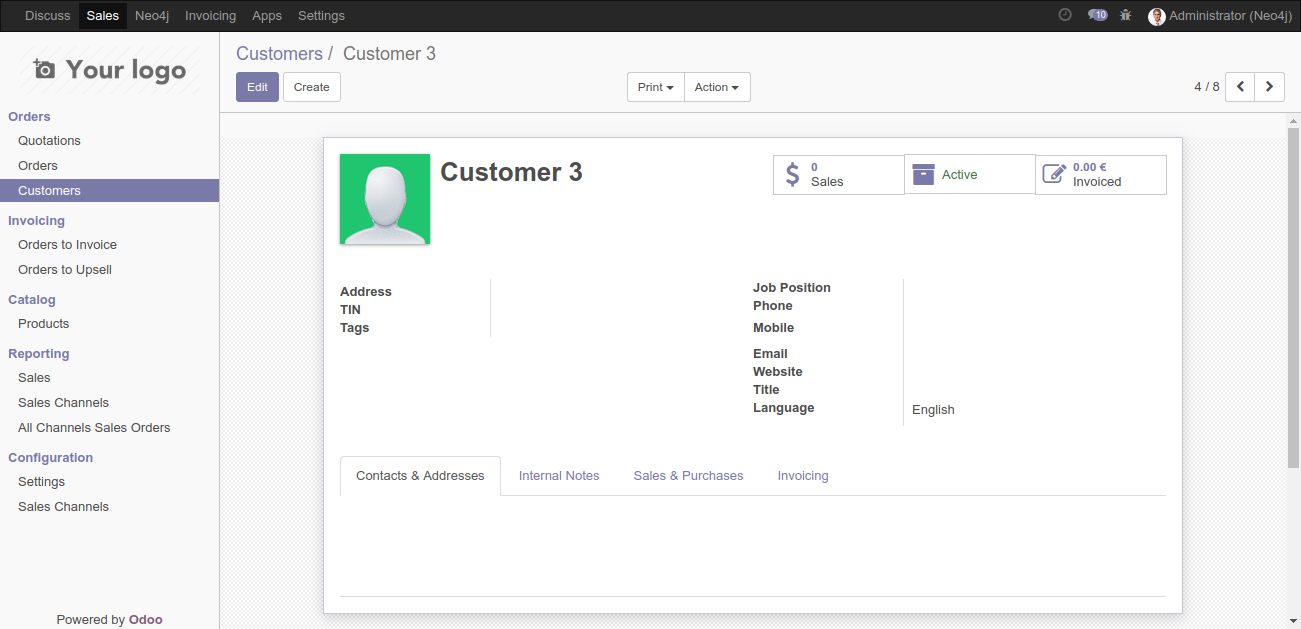 Discuss Sales Neo4j Invoicing Apps Settings 10 Administrator (Neo4j)
Your logo
Orders
Quotations
Orders
Customers
Invoicing
Orders to Invoice
Orders to Upsell
Catalog
Products
Reporting
Sales
Sales Channels
All Channels Sales Orders
Configuration
Settings
Sales Channels
Powered by Odoo
Customers / Customer 3
Edit Create Print Action 4 / 8
Customer 3
0
Sales
Active
0.00 €
Invoiced
Address
TIN
Tags
Job Position
Phone
Mobile
Email
Website
Title
Language English
Contacts & Addresses Internal Notes Sales & Purchases Invoicing